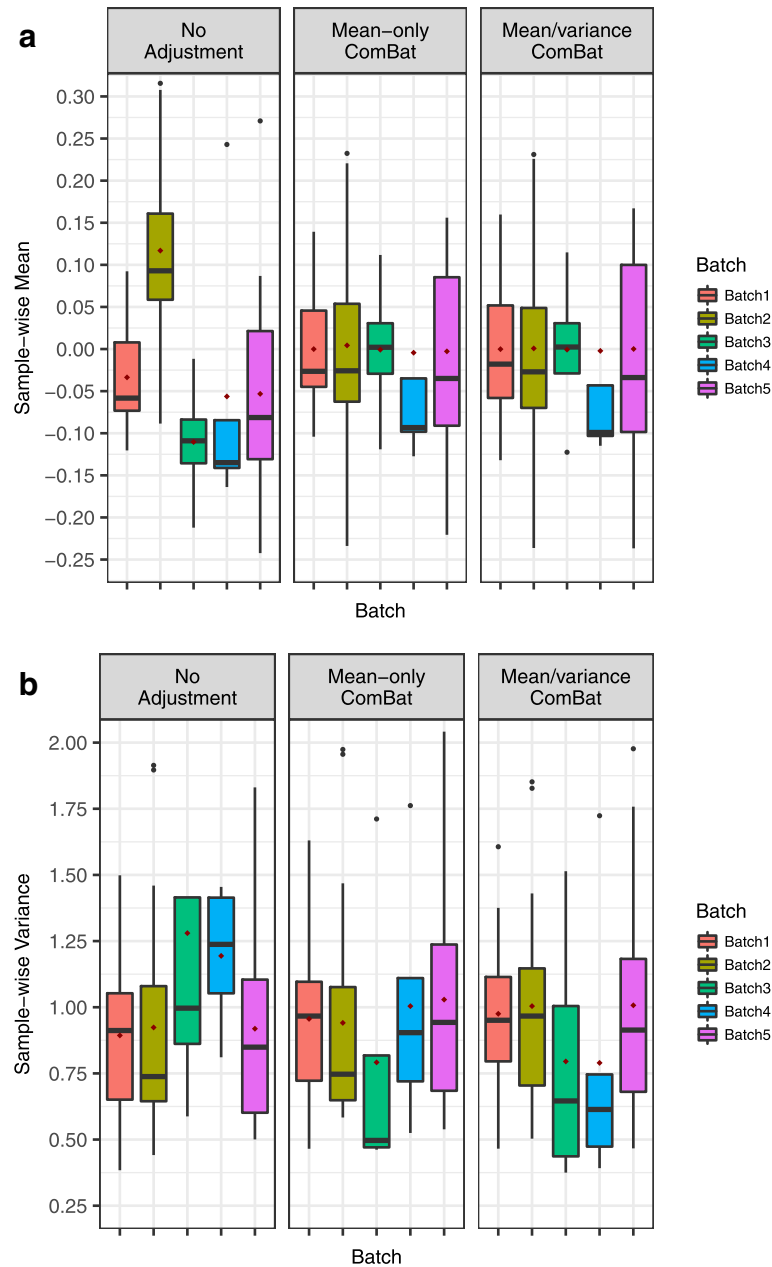 a
No
Adjustment
Mean−only
ComBat
Mean/variance
ComBat
Sample−wise Mean
0.30
0.25
0.20
0.15
0.10
0.05
0.00
−0.05
−0.10
−0.15
−0.20
−0.25
Batch
Batch
Batch1
Batch2
Batch3
Batch4
Batch5
b
No
Adjustment
Mean−only
ComBat
Mean/variance
ComBat
Sample−wise Variance
2.00
1.75
1.50
1.25
1.00
0.75
0.50
0.25
Batch
Batch
Batch1
Batch2
Batch3
Batch4
Batch5